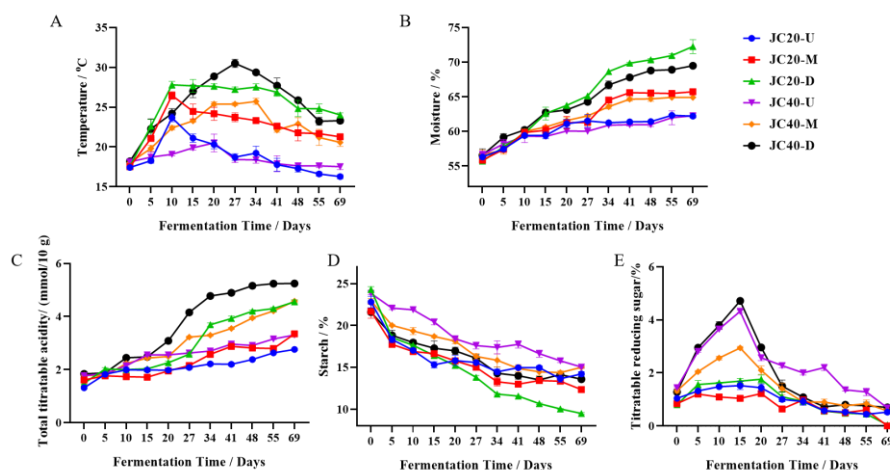 A
Temperature / °C
35
30
25
20
15
0 5 10 15 20 27 34 41 48 55 69
Fermentation Time / Days
B
Moisture / %
75
70
65
60
55
0 5 10 15 20 27 34 41 48 55 69
Fermentation Time / Days
JC20-U
JC20-M
JC20-D
JC40-U
JC40-M
JC40-D
C
Total titratable acidity/ (mmol/10 g)
6
4
2
0
0 5 10 15 20 27 34 41 48 55 69
Fermentation Time / Days
D
Starch / %
25
20
15
10
0 5 10 15 20 27 34 41 48 55 69
Fermentation Time / Days
E
Titratable reducing sugar/%
6
4
2
0
0 5 10 15 20 27 34 41 48 55 69
Fermentation Time / Days